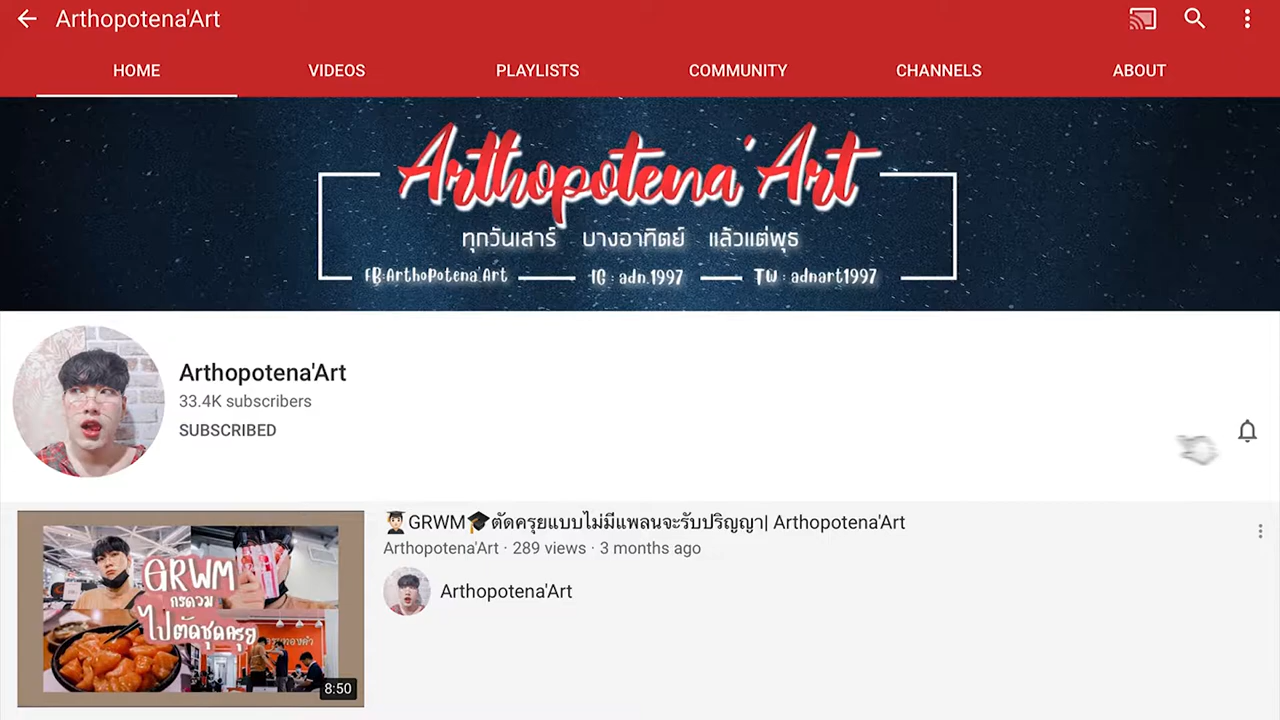 Arthopotena'Art
HOME VIDEOS PLAYLISTS COMMUNITY CHANNELS ABOUT
Arthopotena'Art
ทุกวันเสาร์ บางอาทิตย์ แล้วแต่พุธ
FB:ArthoPotena'Art IG : adn.1997 TW : adnart1997
Arthopotena'Art
33.4K subscribers
SUBSCRIBED
👨🏻‍🎓GRWM🎓ตัดครุยแบบไม่มีแพลนจะรับปริญญา| Arthopotena'Art
Arthopotena'Art · 289 views · 3 months ago
Arthopotena'Art
GRWM
กรดวม
ไปตัดชุดครุย
8:50